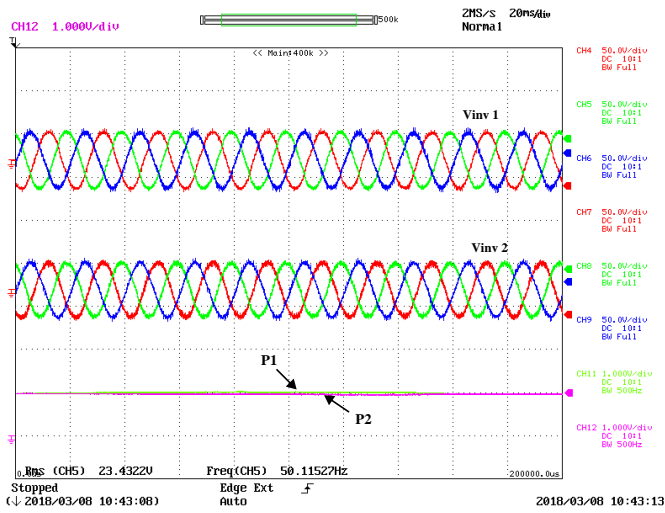 CH12 1.000V/div
500k
2MS/s 20ms/div
Normal
<< Main:400k >>
CH4 50.0V/div
DC 10:1
BW Full
CH5 50.0V/div
DC 10:1
BW Full
Vinv 1
CH6 50.0V/div
DC 10:1
BW Full
CH7 50.0V/div
DC 10:1
BW Full
Vinv 2
CH8 50.0V/div
DC 10:1
BW Full
CH9 50.0V/div
DC 10:1
BW Full
P1
CH11 1.000V/div
DC 10:1
BW 500Hz
P2
CH12 1.000V/div
DC 10:1
BW 500Hz
Rms (CH5) 23.4322V Freq(CH5) 50.11527Hz
200000.0us
Stopped Edge Ext
(↓ 2018/03/08 10:43:08) Auto 2018/03/08 10:43:13